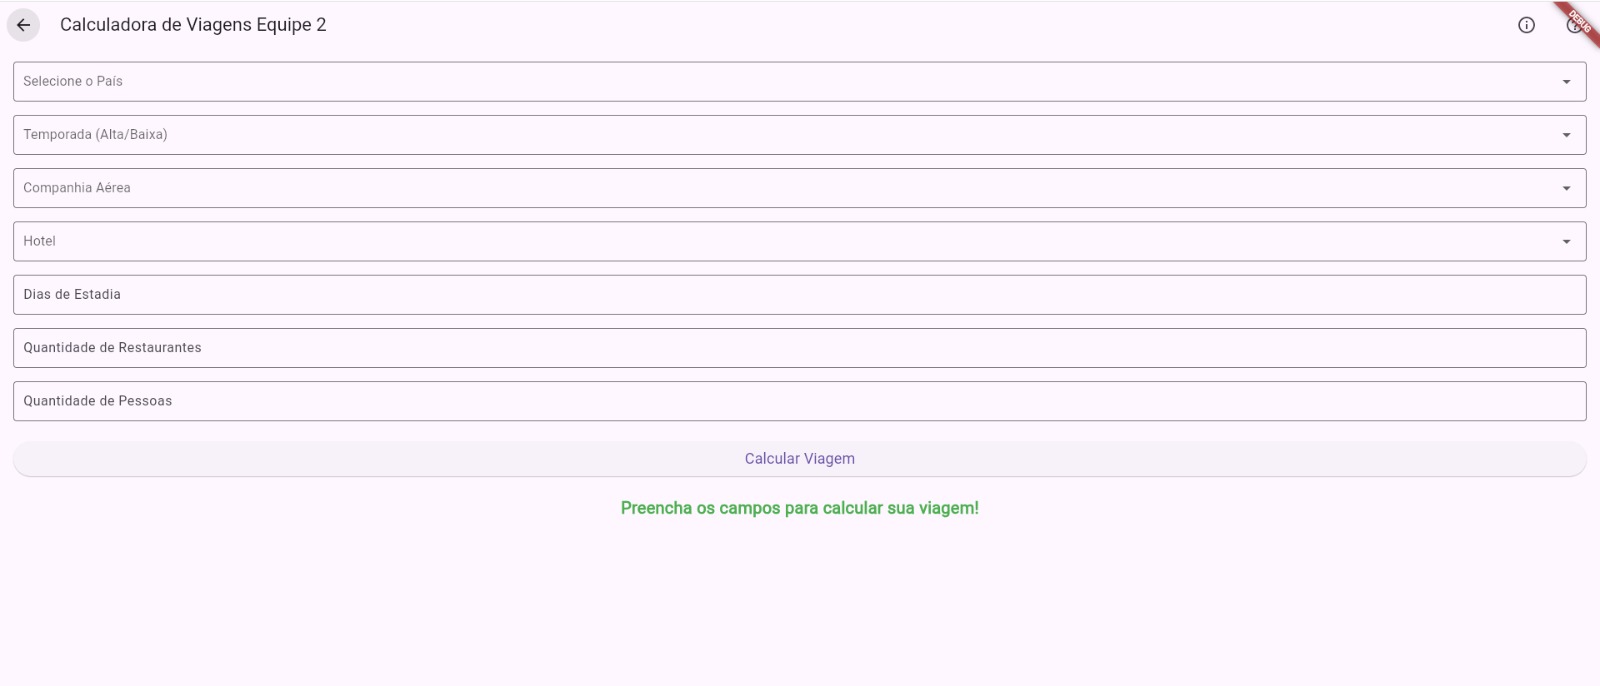 Calculadora de Viagens Equipe 2
DEBUG
Selecione o País
Temporada (Alta/Baixa)
Companhia Aérea
Hotel
Dias de Estadia
Quantidade de Restaurantes
Quantidade de Pessoas
Calcular Viagem
Preencha os campos para calcular sua viagem!